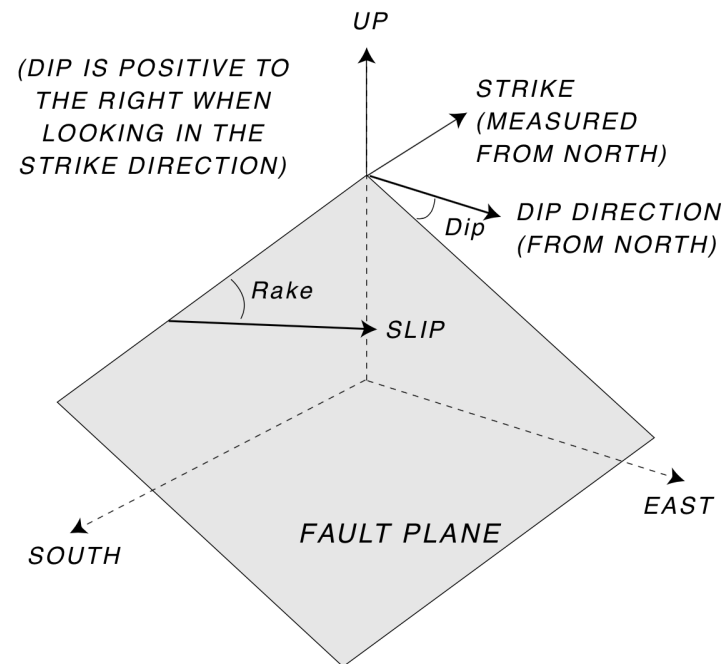 UP
(DIP IS POSITIVE TO
THE RIGHT WHEN
LOOKING IN THE
STRIKE DIRECTION)
STRIKE
(MEASURED
FROM NORTH)
DIP DIRECTION
(FROM NORTH)
Dip
Rake
SLIP
EAST
SOUTH
FAULT PLANE